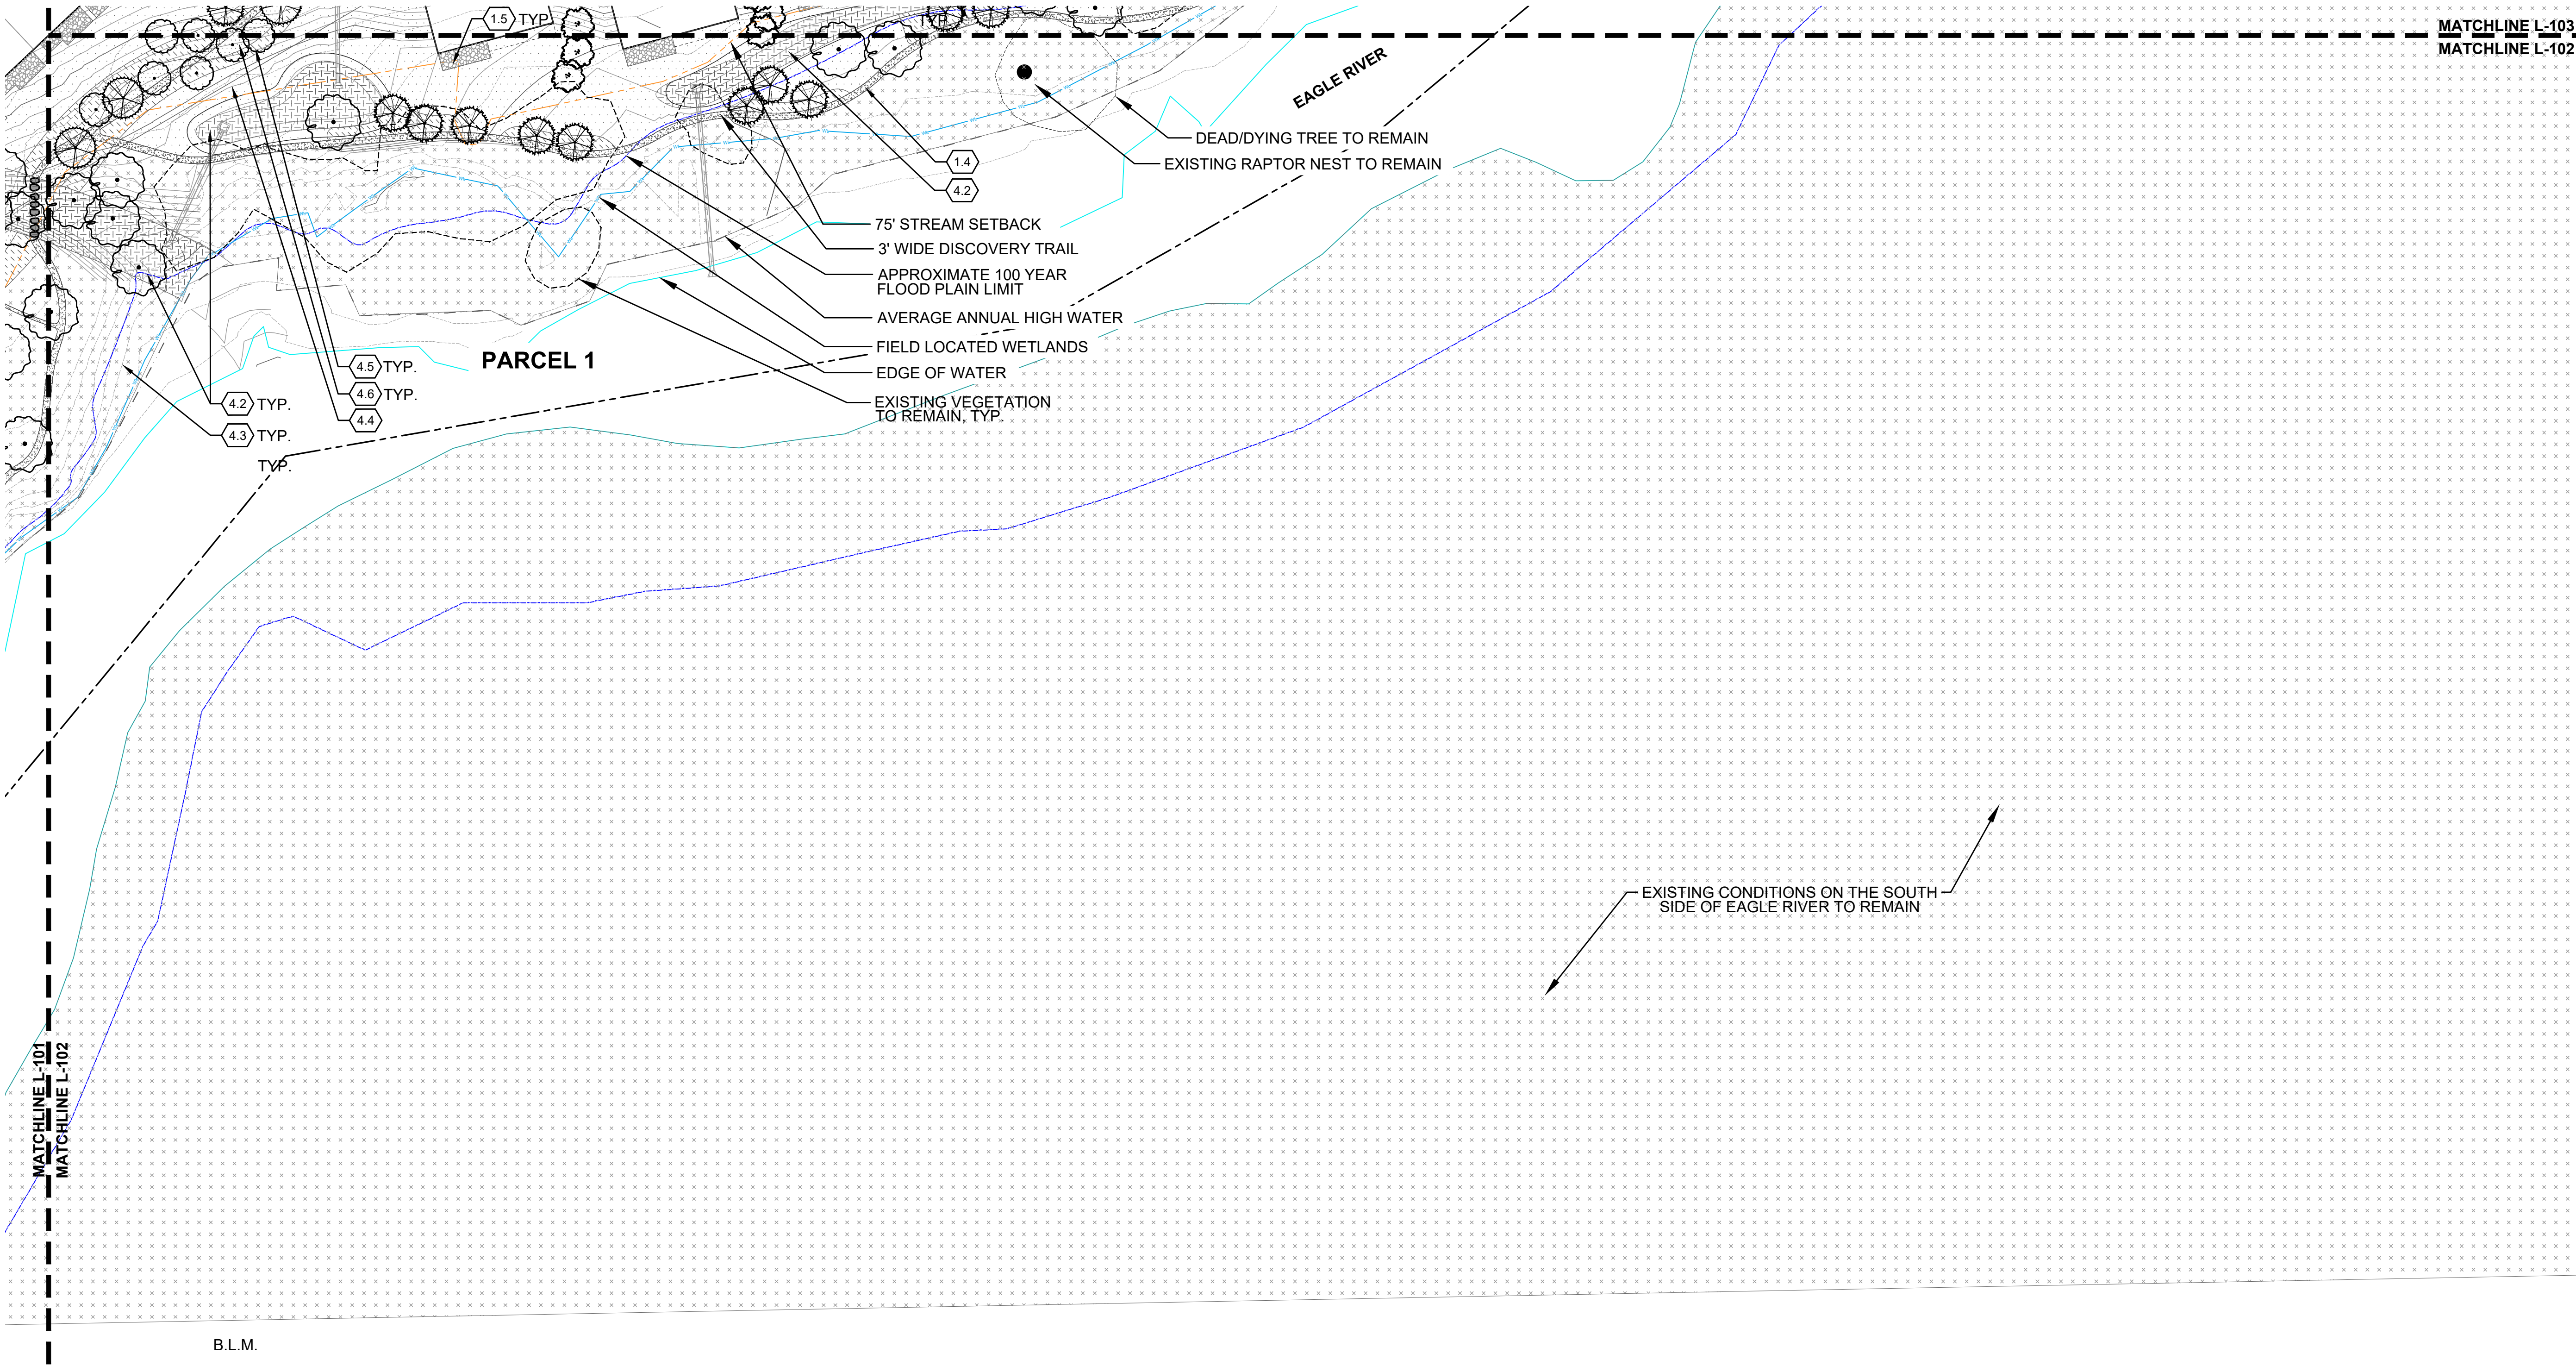 1.5 TYP
TYP.
MATCHLINE L-103
MATCHLINE L-102
EAGLE RIVER
DEAD/DYING TREE TO REMAIN
EXISTING RAPTOR NEST TO REMAIN
1.4
4.2
75' STREAM SETBACK
3' WIDE DISCOVERY TRAIL
APPROXIMATE 100 YEAR
FLOOD PLAIN LIMIT
AVERAGE ANNUAL HIGH WATER
FIELD LOCATED WETLANDS
EDGE OF WATER
EXISTING VEGETATION
TO REMAIN, TYP.
PARCEL 1
4.5 TYP.
4.6 TYP.
4.4
4.2 TYP.
4.3 TYP.
TYP.
EXISTING CONDITIONS ON THE SOUTH
SIDE OF EAGLE RIVER TO REMAIN
MATCHLINE L-101
MATCHLINE L-102
B.L.M.